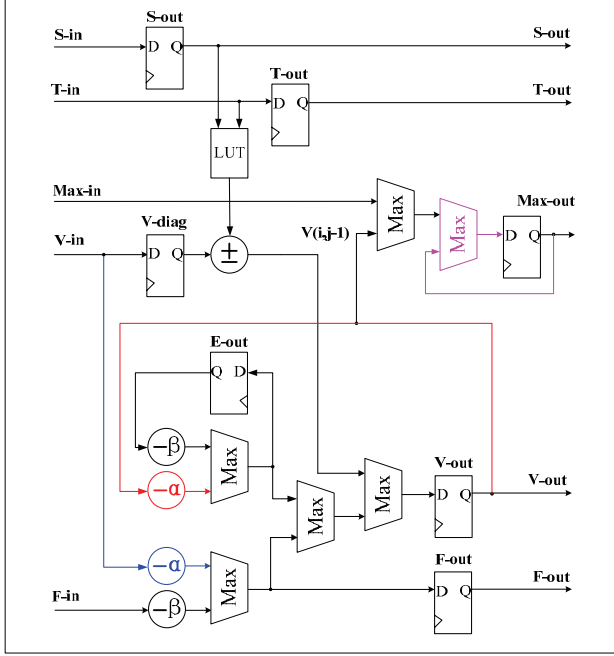 S-out
S-in D Q S-out
T-out
T-in D Q T-out
LUT
Max-in Max Max Max-out
V-diag V(i,j-1) D Q
V-in D Q ±
E-out
Q D
−β Max
−α V-out
Max Max D Q V-out
−α F-out
Max D Q F-out
F-in −β